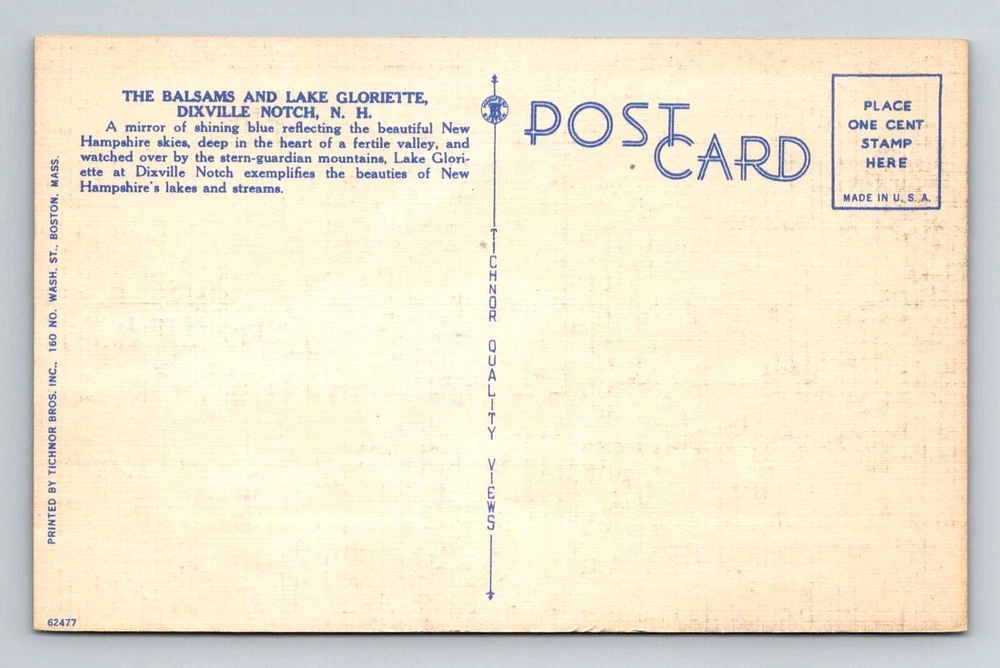 THE BALSAMS AND LAKE GLORIETTE,
DIXVILLE NOTCH, N. H.
A mirror of shining blue reflecting the beautiful New
Hampshire skies, deep in the heart of a fertile valley, and
watched over by the stern-guardian mountains, Lake Glori-
ette at Dixville Notch exemplifies the beauties of New
Hampshire's lakes and streams.
PRINTED BY TICHNOR BROS. INC., 160 NO. WASH. ST., BOSTON. MASS.
62477
TICHNOR QUALITY VIEWS
POST
CARD
PLACE
ONE CENT
STAMP
HERE
MADE IN U. S. A.